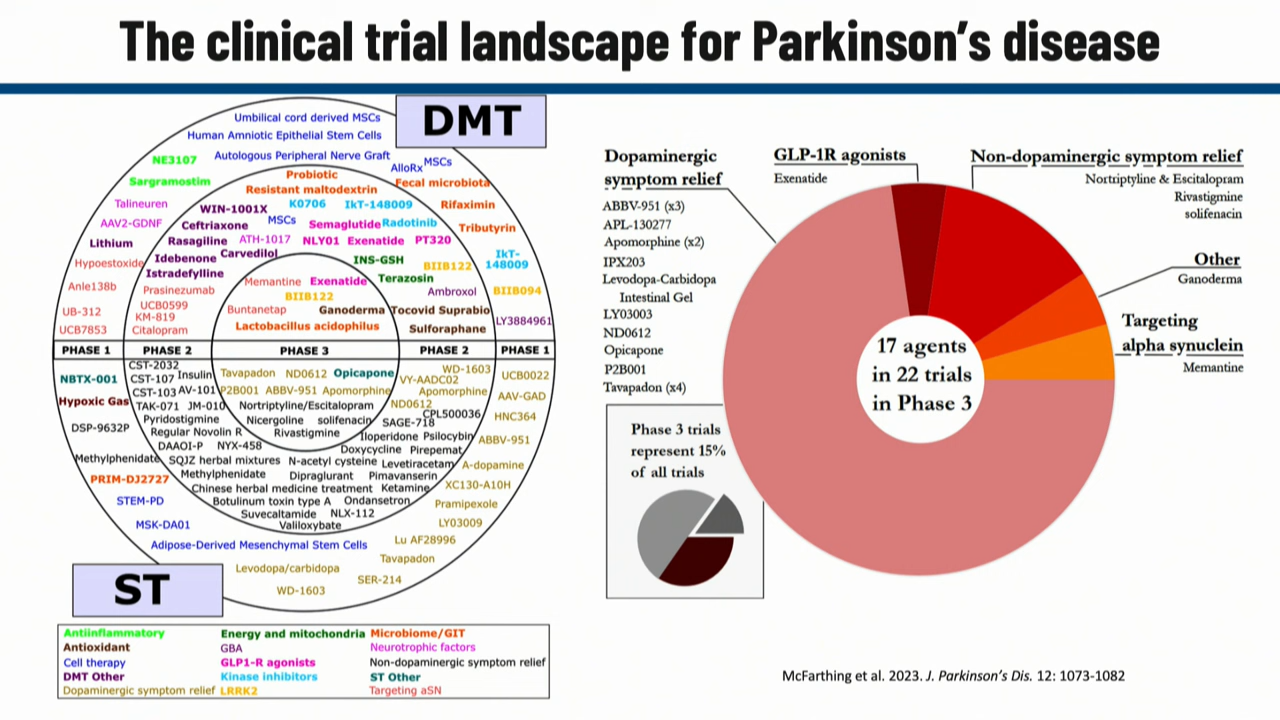 The clinical trial landscape for Parkinson's disease
DMT
Umbilical cord derived MSCs
Human Amniotic Epithelial Stem Cells
Autologous Peripheral Nerve Graft
NE3107
AlloRx MSCs
Sargramostim
Probiotic
Fecal microbiota
Resistant maltodextrin
Talineuren
WIN-1001X
K0706
IkT-148009
Rifaximin
AAV2-GDNF
Ceftriaxone
MSCs
Semaglutide
Radotinib
Tributyrin
Lithium
Rasagiline
ATH-1017
NLY01
Exenatide
PT320
Hypoestoxide
Idebenone
Carvedilol
INS-GSH
BIIB122
IkT-
148009
Istradefylline
Anle138b
Prasinezumab
Memantine
Exenatide
Terazosin
BIIB122
Ambroxol
BIIB094
UB-312
UCB0599
KM-819
Buntanetap
Ganoderma
Tocovid Suprabio
LY3884961
UCB7853
Citalopram
Lactobacillus acidophilus
Sulforaphane
PHASE 1
PHASE 2
PHASE 3
PHASE 2
PHASE 1
CST-2032
NBTX-001
CST-107
Insulin
Tavapadon
ND0612
Opicapone
VY-AADC02
WD-1603
UCB0022
CST-103
AV-101
P2B001
ABBV-951
Apomorphine
Apomorphine
AAV-GAD
Hypoxic Gas
TAK-071
JM-010
Nortriptyline/Escitalopram
ND0612
CPL500036
HNC364
DSP-9632P
Pyridostigmine
Nicergoline
solifenacin
SAGE-718
Regular Novolin R
Rivastigmine
Iloperidone
Psilocybin
ABBV-951
DAAOI-P
NYX-458
Doxycycline
Pirepemat
Methylphenidate
SQJZ herbal mixtures
N-acetyl cysteine
Levetiracetam
A-dopamine
PRIM-DJ2727
Methylphenidate
Dipraglurant
Pimavanserin
XC130-A10H
Chinese herbal medicine treatment
Ketamine
STEM-PD
Botulinum toxin type A
Ondansetron
Pramipexole
Suvecaltamide
NLX-112
MSK-DA01
Valiloxybate
LY03009
Adipose-Derived Mesenchymal Stem Cells
Lu AF28996
Levodopa/carbidopa
Tavapadon
WD-1603
SER-214
ST
Antiinflammatory
Energy and mitochondria
Microbiome/GIT
Antioxidant
GBA
Neurotrophic factors
Cell therapy
GLP1-R agonists
Non-dopaminergic symptom relief
DMT Other
Kinase inhibitors
ST Other
Dopaminergic symptom relief
LRRK2
Targeting aSN
Dopaminergic
symptom relief
ABBV-951 (x3)
APL-130277
Apomorphine (x2)
IPX203
Levodopa-Carbidopa
Intestinal Gel
LY03003
ND0612
Opicapone
P2B001
Tavapadon (x4)
GLP-1R agonists
Exenatide
Non-dopaminergic symptom relief
Nortriptyline & Escitalopram
Rivastigmine
solifenacin
Other
Ganoderma
Targeting
alpha synuclein
Memantine
17 agents
in 22 trials
in Phase 3
Phase 3 trials
represent 15%
of all trials
McFarthing et al. 2023. J. Parkinson's Dis. 12: 1073-1082